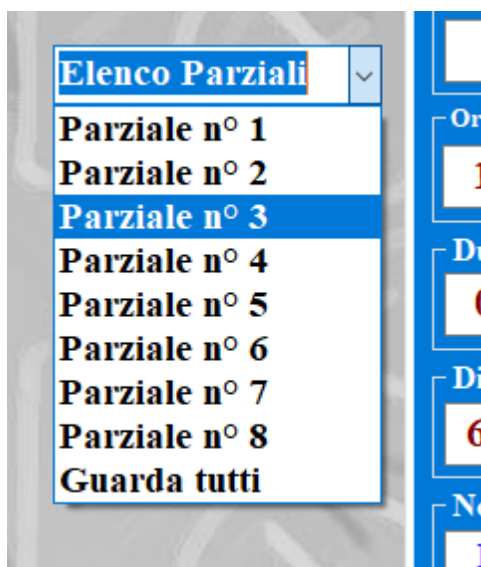 Elenco Parziali
Parziale n° 1
Parziale n° 2
Parziale n° 3
Parziale n° 4
Parziale n° 5
Parziale n° 6
Parziale n° 7
Parziale n° 8
Guarda tutti